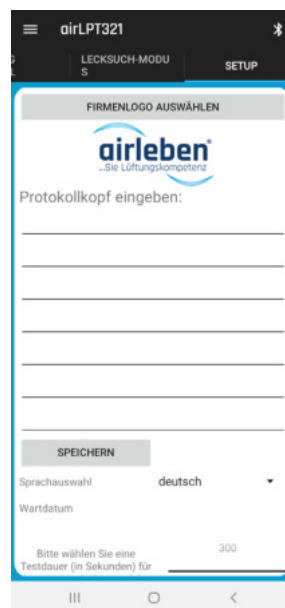 airLPT321
LECKSUCH-MODU
S
SETUP
FIRMENLOGO AUSWÄHLEN
airleben®
...Sie Lüftungskompetenz
Protokollkopf eingeben:
SPEICHERN
Sprachauswahl deutsch
Wartdatum
Bitte wählen Sie eine
Testdauer (in Sekunden) für
300